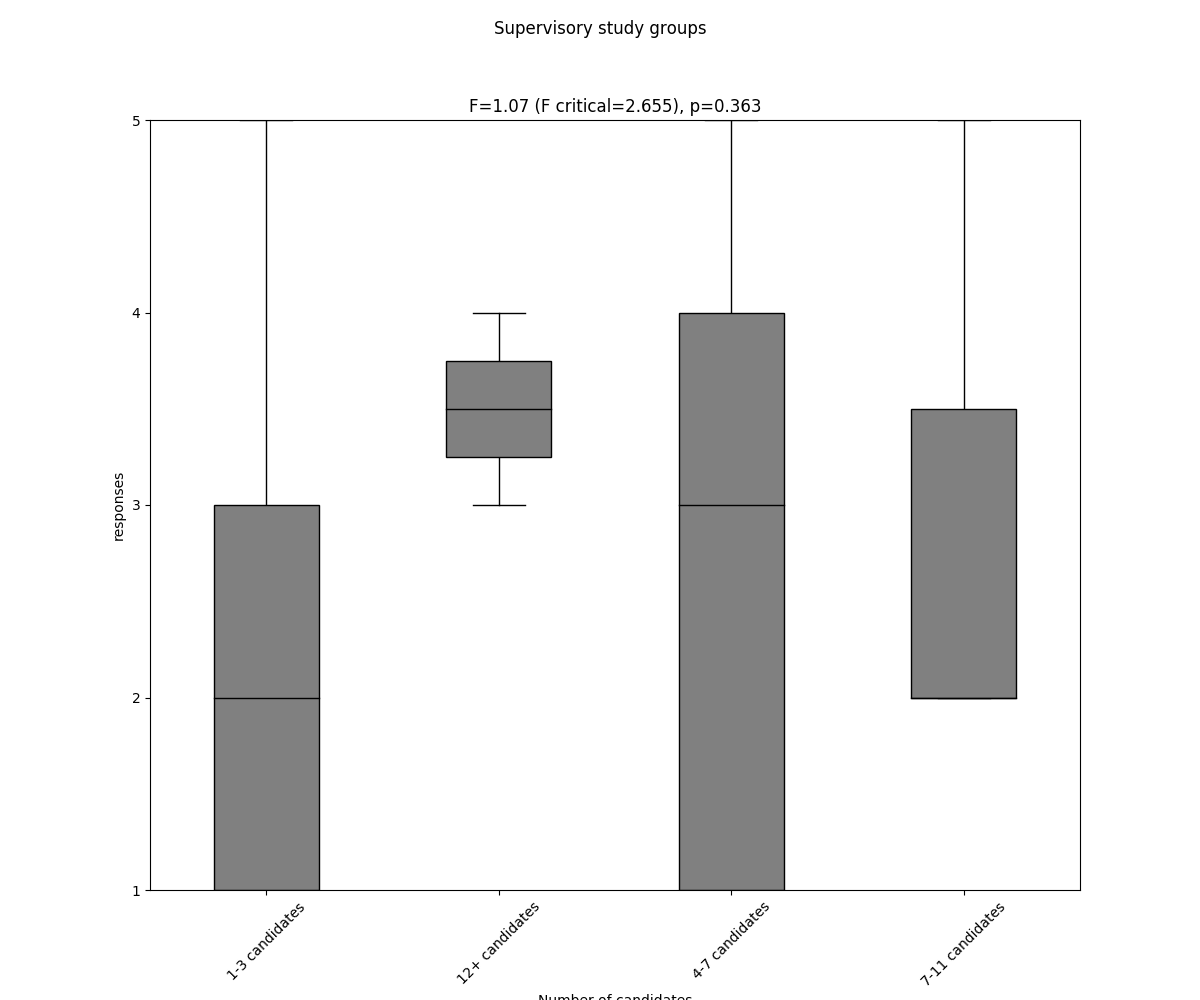 Supervisory study groups
F=1.07 (F critical=2.655), p=0.363
5
4
3
2
1
responses
1-3 candidates
12+ candidates
4-7 candidates
7-11 candidates
Number of candidates